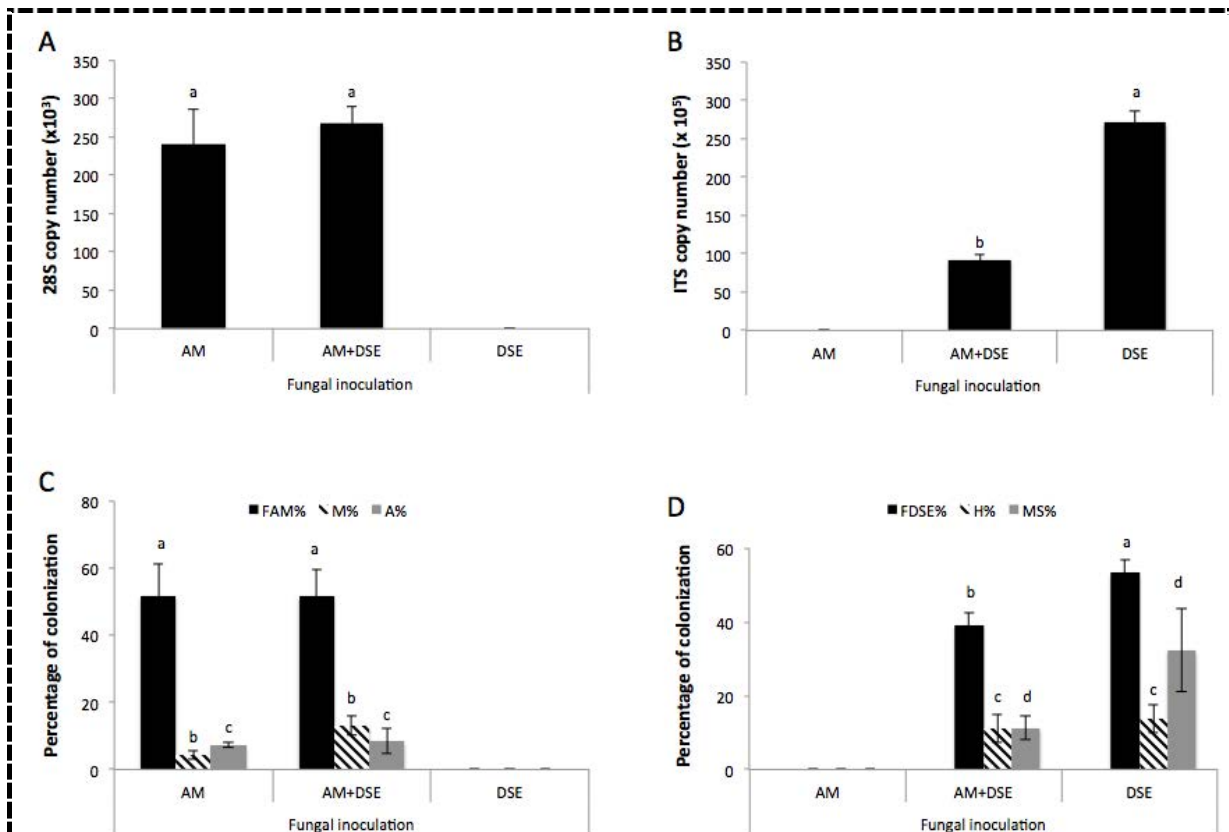 A
28S copy number (x10³)
350
300
250
200
150
100
50
0
a
a
AM
AM+DSE
DSE
Fungal inoculation
B
ITS copy number (x 10⁵)
350
300
250
200
150
100
50
0
b
a
AM
AM+DSE
DSE
Fungal inoculation
C
FAM% M% A%
Percentage of colonization
80
60
40
20
0
a
b
c
a
b
c
AM
AM+DSE
DSE
Fungal inoculation
D
FDSE% H% MS%
Percentage of colonization
60
40
20
0
b
c
d
a
c
d
AM
AM+DSE
DSE
Fungal inoculation